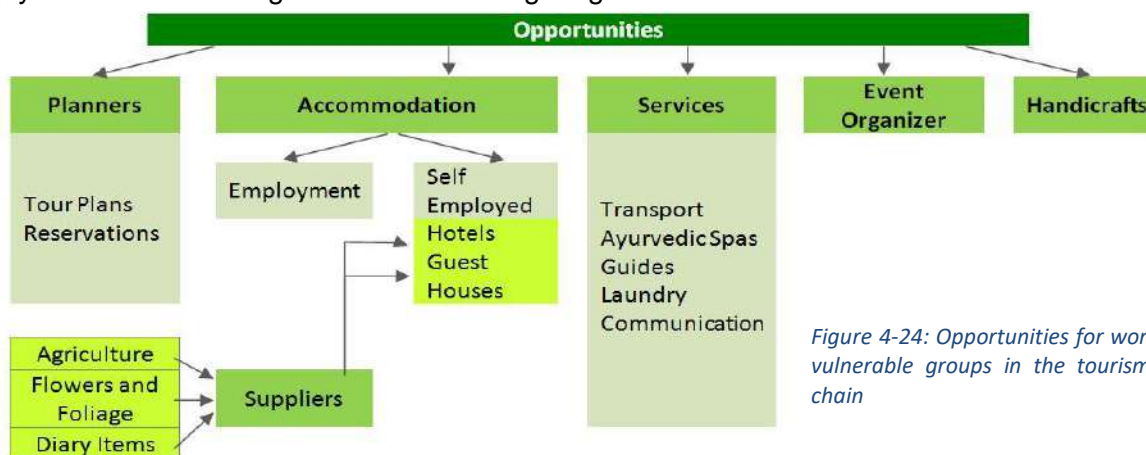 Opportunities
Planners
Accommodation
Services
Event
Organizer
Handicrafts
Tour Plans
Reservations
Employment
Self
Employed
Hotels
Guest
Houses
Transport
Ayurvedic Spas
Guides
Laundry
Communication
Agriculture
Flowers and
Foliage
Diary Items
Suppliers
Figure 4-24: Opportunities for wom
vulnerable groups in the tourism
chain